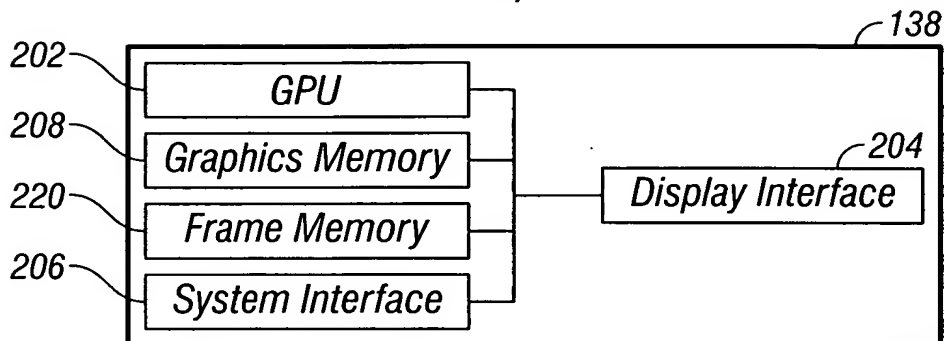 138
202 GPU
208 Graphics Memory
204
Display Interface
220 Frame Memory
206 System Interface